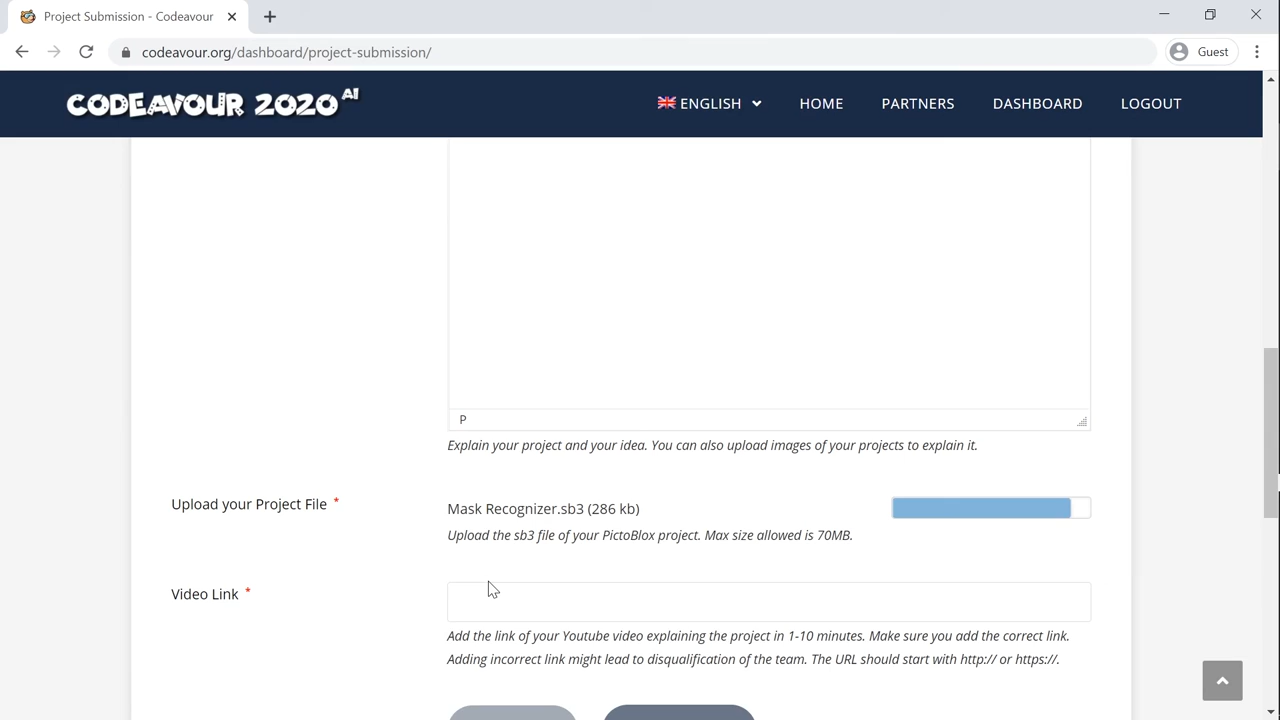 Project Submission - Codeavour
codeavour.org/dashboard/project-submission/
Guest
CODEAVOUR 2020 AI
ENGLISH
HOME
PARTNERS
DASHBOARD
LOGOUT
P
Explain your project and your idea. You can also upload images of your projects to explain it.
Upload your Project File *
Mask Recognizer.sb3 (286 kb)
Upload the sb3 file of your PictoBlox project. Max size allowed is 70MB.
Video Link *
Add the link of your Youtube video explaining the project in 1-10 minutes. Make sure you add the correct link.
Adding incorrect link might lead to disqualification of the team. The URL should start with http:// or https://.